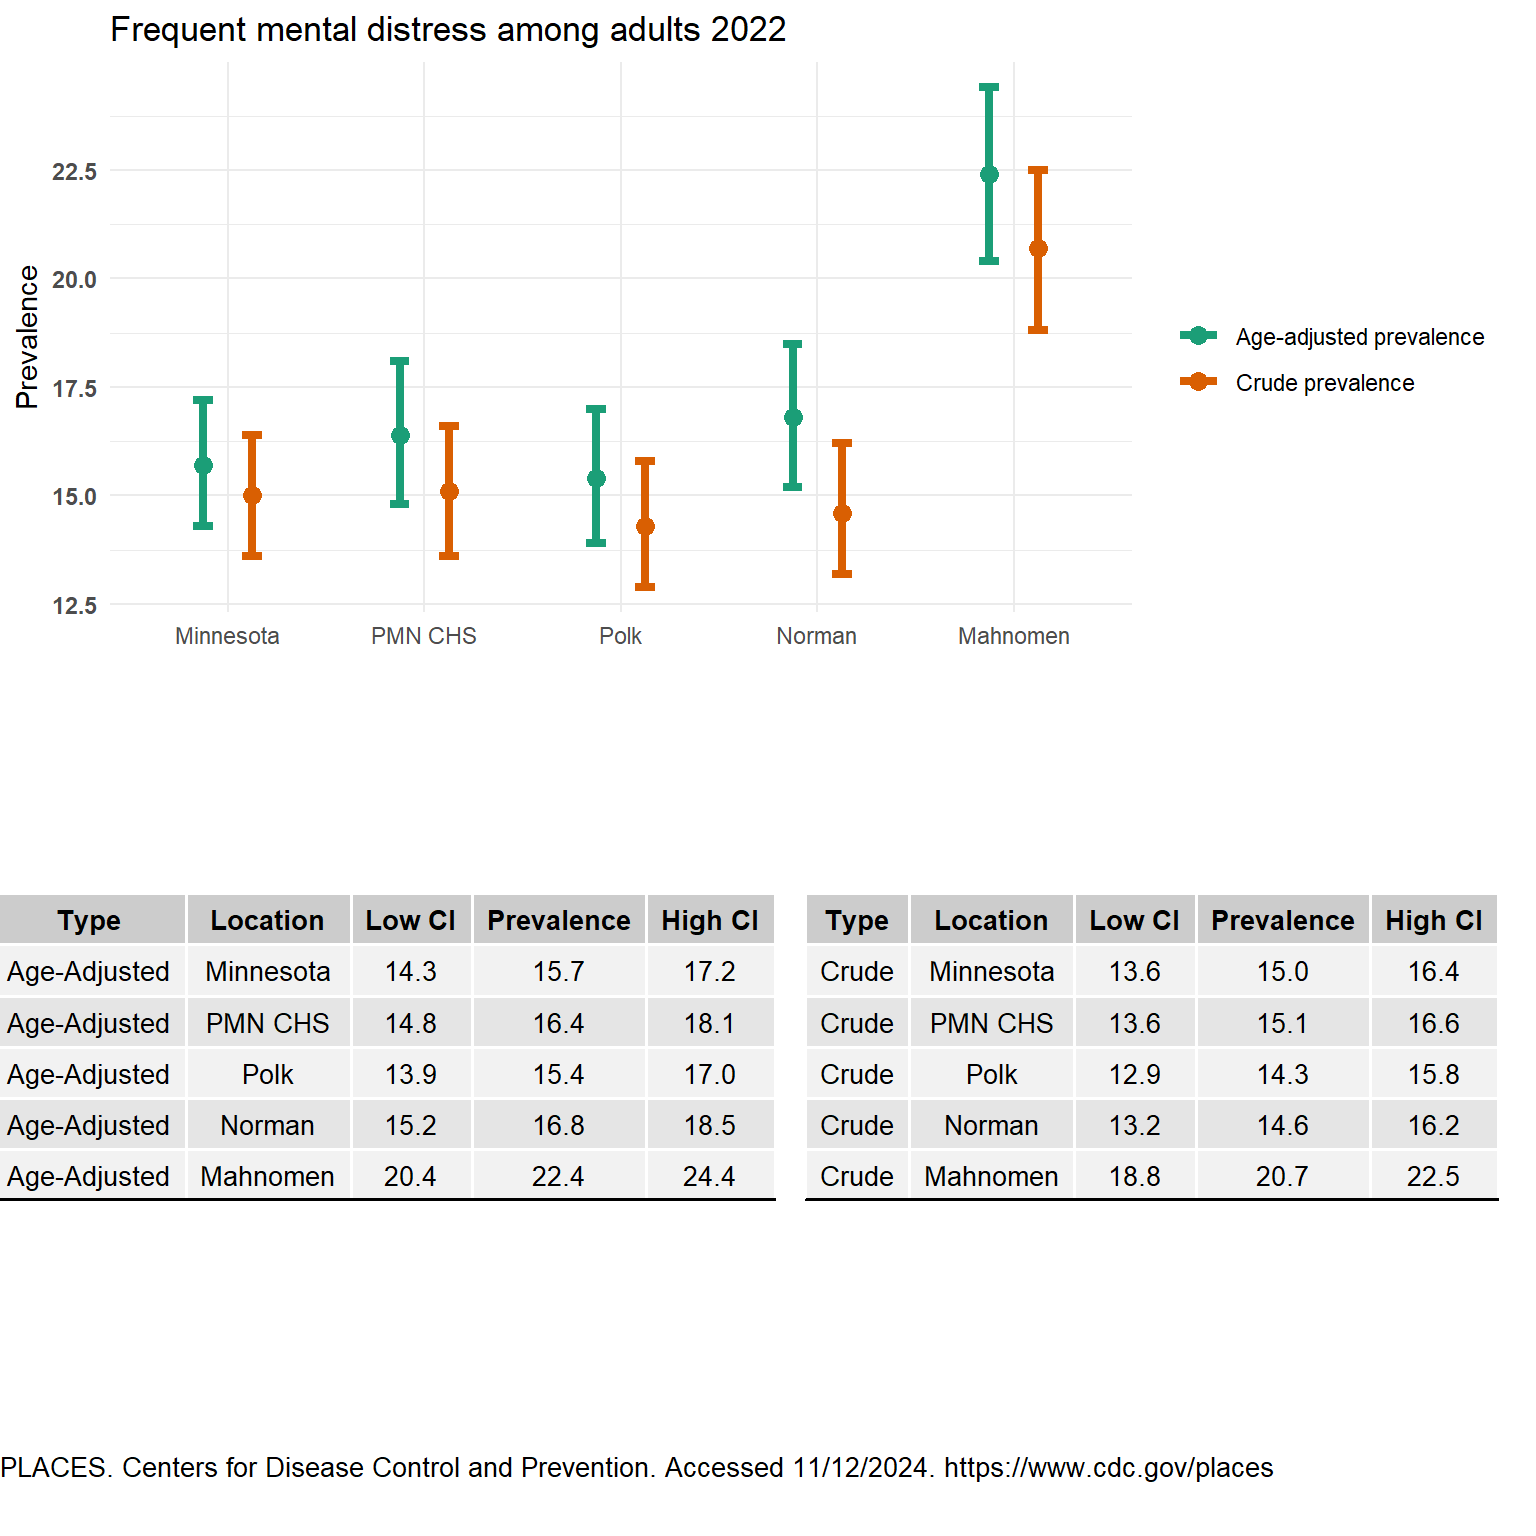 Frequent mental distress among adults 2022
Prevalence
22.5
20.0
17.5
15.0
12.5
Minnesota PMN CHS Polk Norman Mahnomen
Age-adjusted prevalence
Crude prevalence
Type Location Low CI Prevalence High CI
Age-Adjusted Minnesota 14.3 15.7 17.2
Age-Adjusted PMN CHS 14.8 16.4 18.1
Age-Adjusted Polk 13.9 15.4 17.0
Age-Adjusted Norman 15.2 16.8 18.5
Age-Adjusted Mahnomen 20.4 22.4 24.4
Type Location Low CI Prevalence High CI
Crude Minnesota 13.6 15.0 16.4
Crude PMN CHS 13.6 15.1 16.6
Crude Polk 12.9 14.3 15.8
Crude Norman 13.2 14.6 16.2
Crude Mahnomen 18.8 20.7 22.5
PLACES. Centers for Disease Control and Prevention. Accessed 11/12/2024. https://www.cdc.gov/places